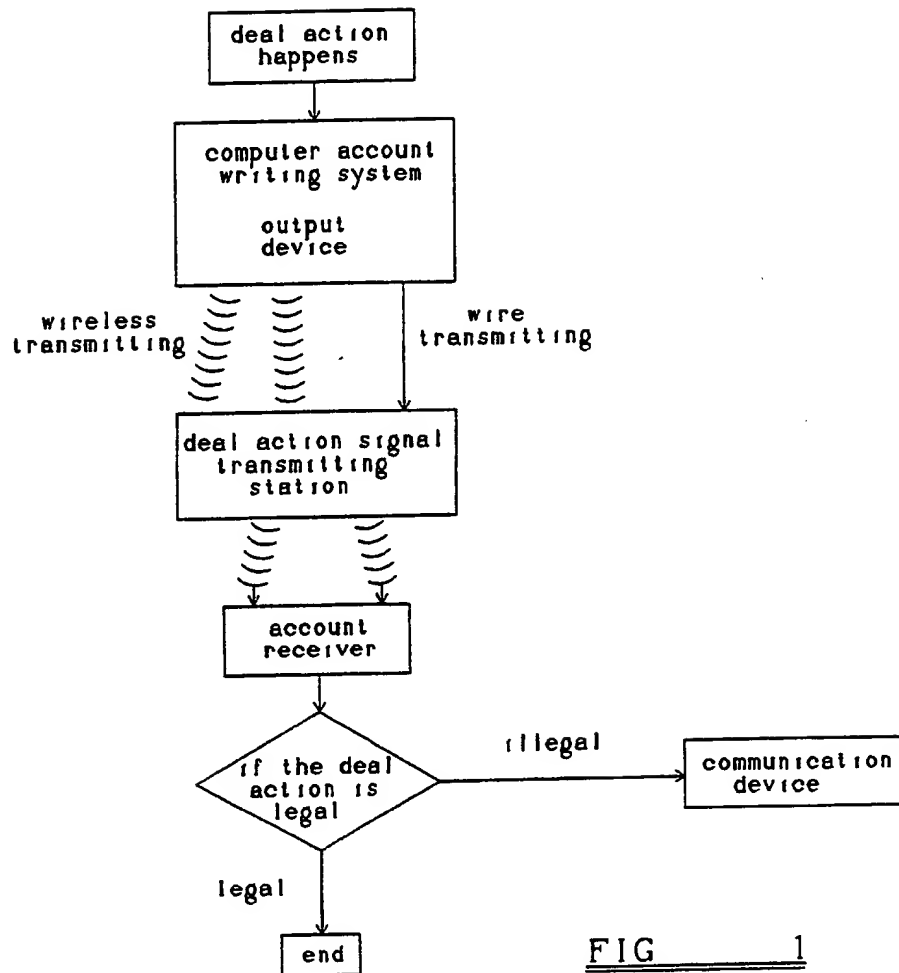 deal action
happens
computer account
writing system
output
device
wireless
transmitting
wire
transmitting
deal action signal
transmitting
station
account
receiver
if the deal
action is
legal
illegal
communication
device
legal
end
FIG 1